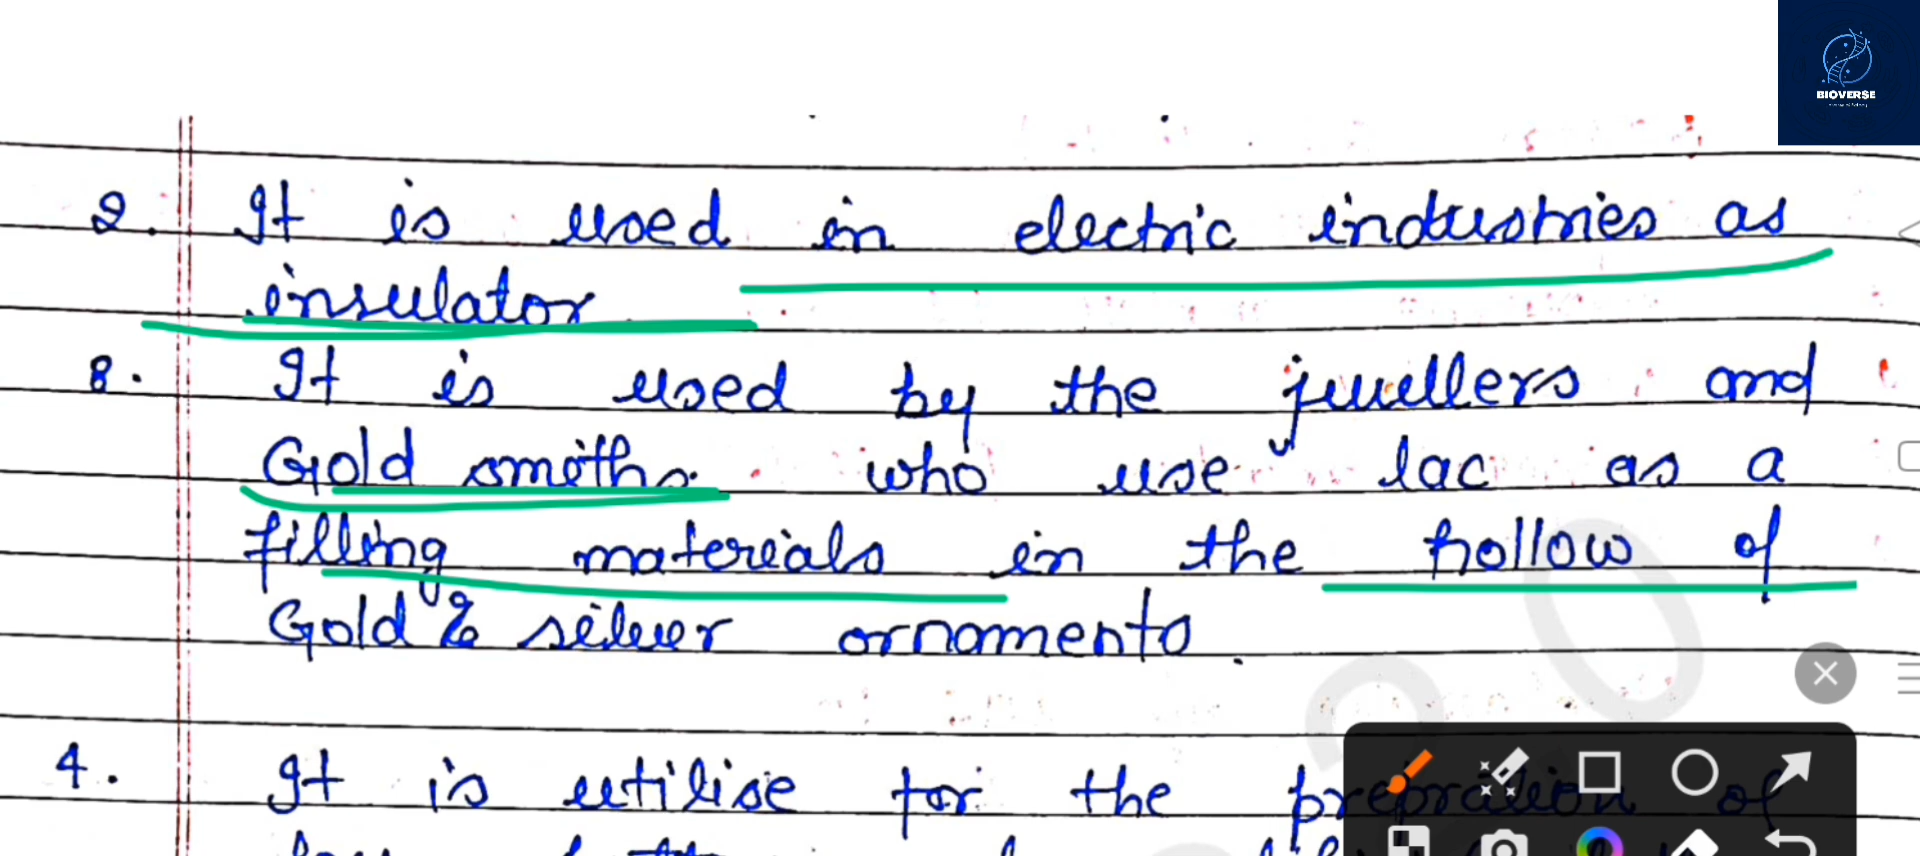 BIOVERSE
2. It is used in electric industries as
insulator
3. It is used by the jewellers and
Gold smiths. who use lac as a
filling materials in the hollow of
Gold & silver ornaments.
4. It is utilise for the prepration of